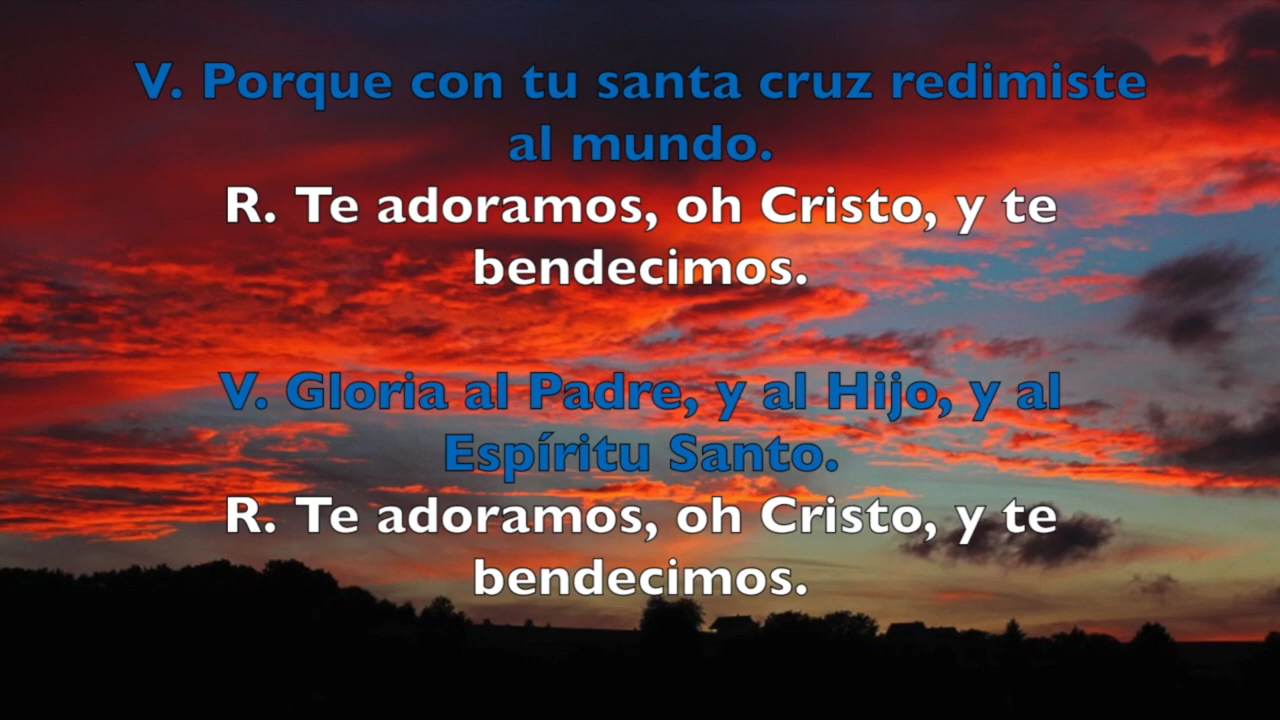 V. Porque con tu santa cruz redimiste
al mundo.
R. Te adoramos, oh Cristo, y te
bendecimos.
V. Gloria al Padre, y al Hijo, y al
Espíritu Santo.
R. Te adoramos, oh Cristo, y te
bendecimos.